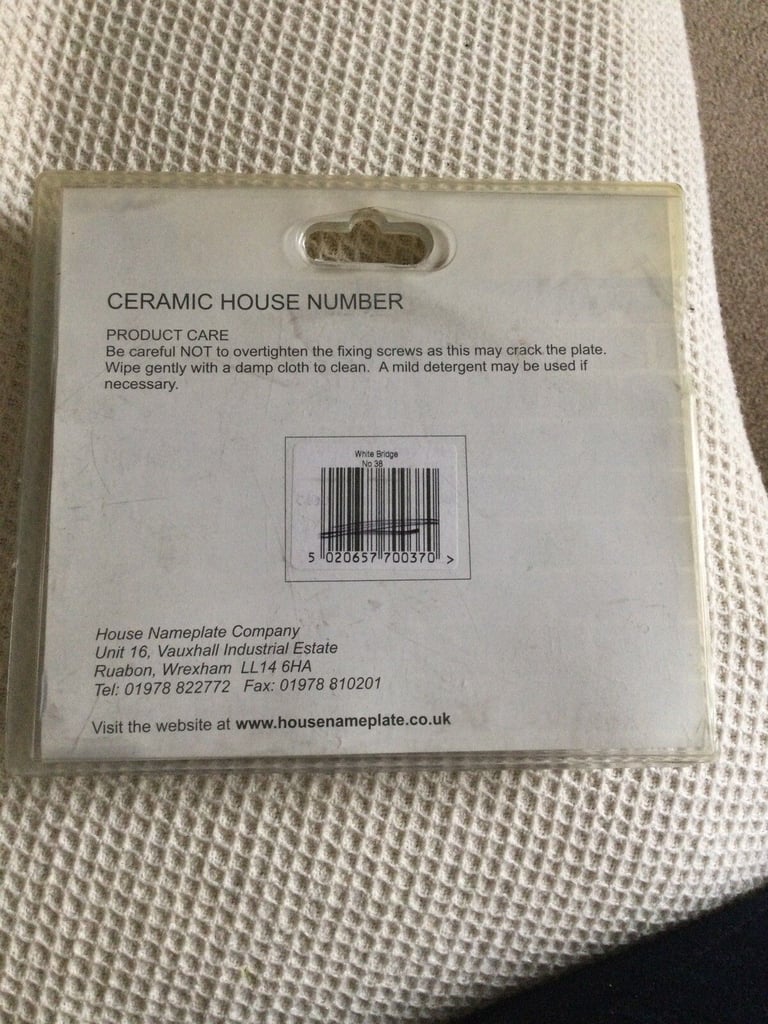 CERAMIC HOUSE NUMBER
PRODUCT CARE
Be careful NOT to overtighten the fixing screws as this may crack the plate.
Wipe gently with a damp cloth to clean. A mild detergent may be used if
necessary.
White Bridge
No 38
5 020657 700370 >
House Nameplate Company
Unit 16, Vauxhall Industrial Estate
Ruabon, Wrexham LL14 6HA
Tel: 01978 822772 Fax: 01978 810201
Visit the website at www.housenameplate.co.uk